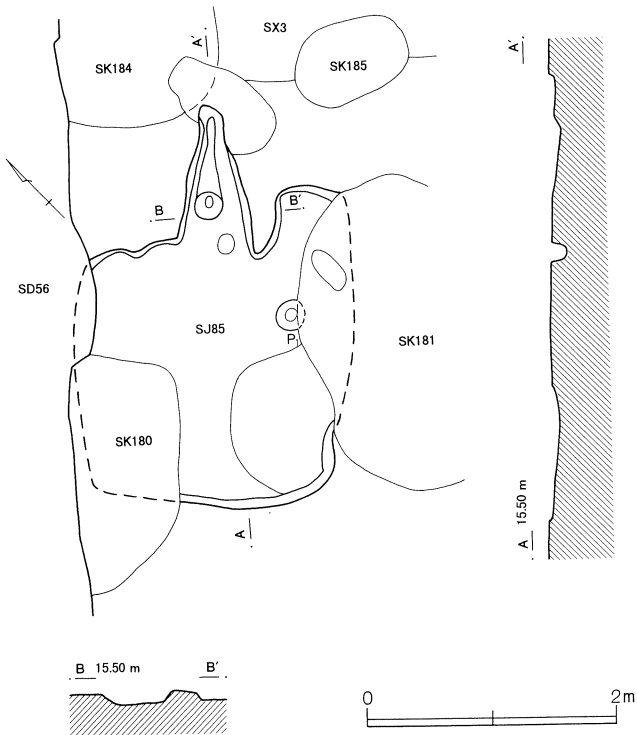 SX3
A′
SK184
SK185
A′
B
B′
SD56
SJ85
P1
SK181
SK180
A
A 15.50 m
B 15.50 m B′
0 2m